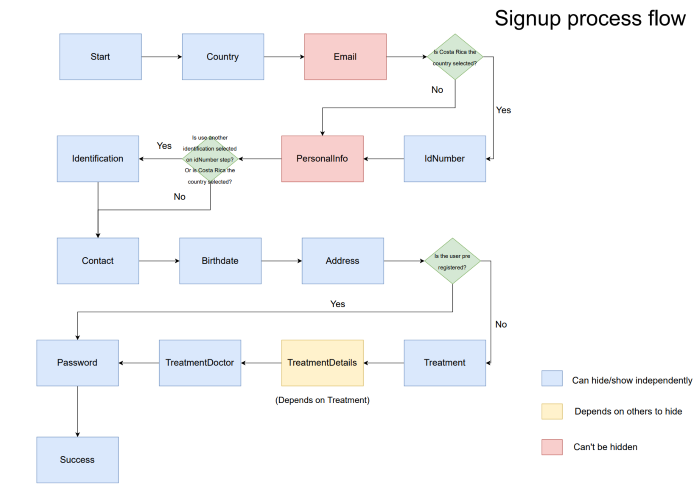 Signup process flow
Start
Country
Email
Is Costa Rica the
country selected?
No
Yes
Is use another
identification selected
on idNumber step?
Or is Costa Rica the
country selected?
Yes
Identification
PersonalInfo
IdNumber
No
Contact
Birthdate
Address
Is the user pre
registered?
Yes
No
Password
TreatmentDoctor
TreatmentDetails
Treatment
(Depends on Treatment)
Can hide/show independently
Depends on others to hide
Can't be hidden
Success